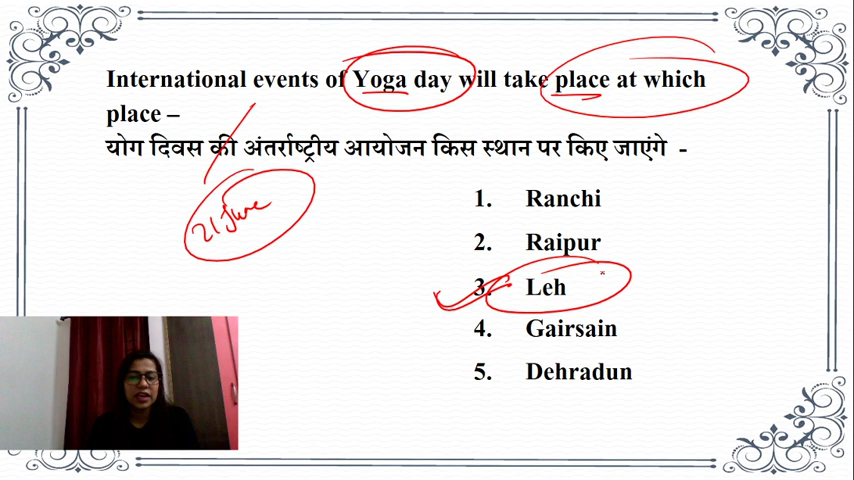 International events of Yoga day will take place at which
place –
योग दिवस की अंतर्राष्ट्रीय आयोजन किस स्थान पर किए जाएंगे -
21 June
1. Ranchi
2. Raipur
3. Leh
4. Gairsain
5. Dehradun